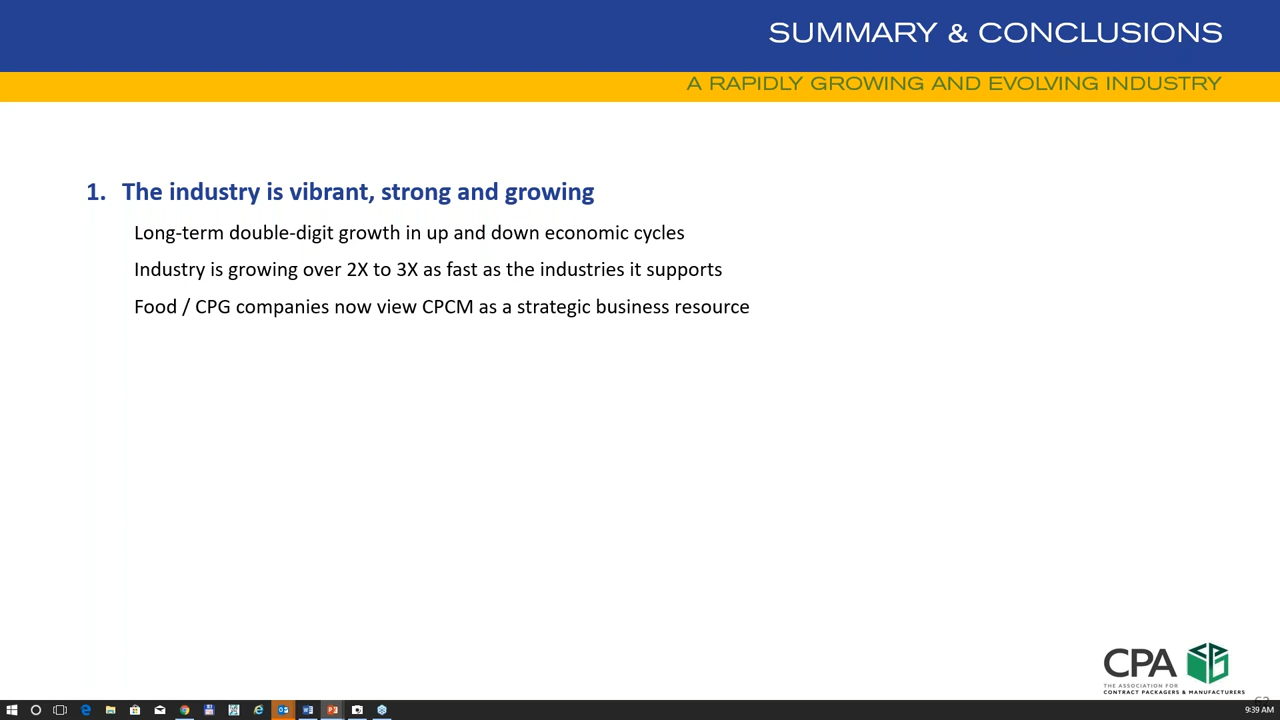 SUMMARY & CONCLUSIONS
A RAPIDLY GROWING AND EVOLVING INDUSTRY
1. The industry is vibrant, strong and growing
Long-term double-digit growth in up and down economic cycles
Industry is growing over 2X to 3X as fast as the industries it supports
Food / CPG companies now view CPCM as a strategic business resource
CPA
THE ASSOCIATION FOR
CONTRACT PACKAGERS & MANUFACTURERS
9:39 AM